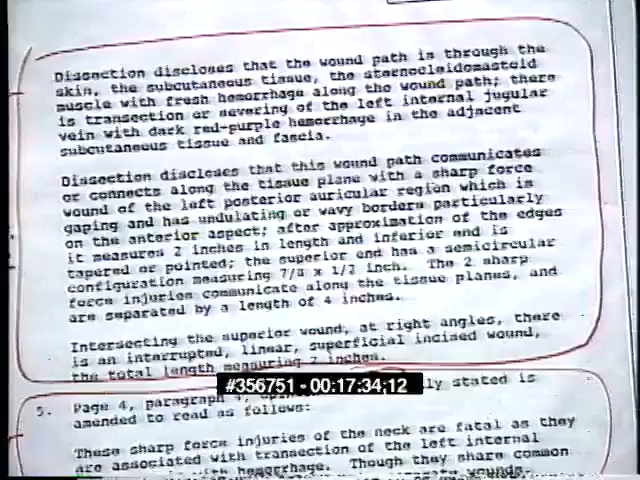 Dissection discloses that the wound path is through the
skin, the subcutaneous tissue, the sternocleidomastoid
muscle with fresh hemorrhage along the wound path; there
is transection or severing of the left internal jugular
vein with dark red-purple hemorrhage in the adjacent
subcutaneous tissue and fascia.
Dissection discloses that this wound path communicates
or connects along the tissue plane with a sharp force
wound of the left posterior auricular region which is
gaping and has undulating or wavy borders particularly
on the anterior aspect; after approximation of the edges
it measures 2 inches in length and inferior end is
tapered or pointed; the superior end has a semicircular
configuration measuring 7/8 x 1/2 inch. The 2 sharp
force injuries communicate along the tissue planes, and
are separated by a length of 4 inches.
Intersecting the superior wound, at right angles, there
is an interrupted, linear, superficial incised wound,
the total length measuring 2 inches.
#356751 - 00:17:34;12
5. Page 4, paragraph 4, stated is
amended to read as follows:
These sharp force injuries of the neck are fatal as they
are associated with transection of the left internal
with hemorrhage. Though they share common
wounds,